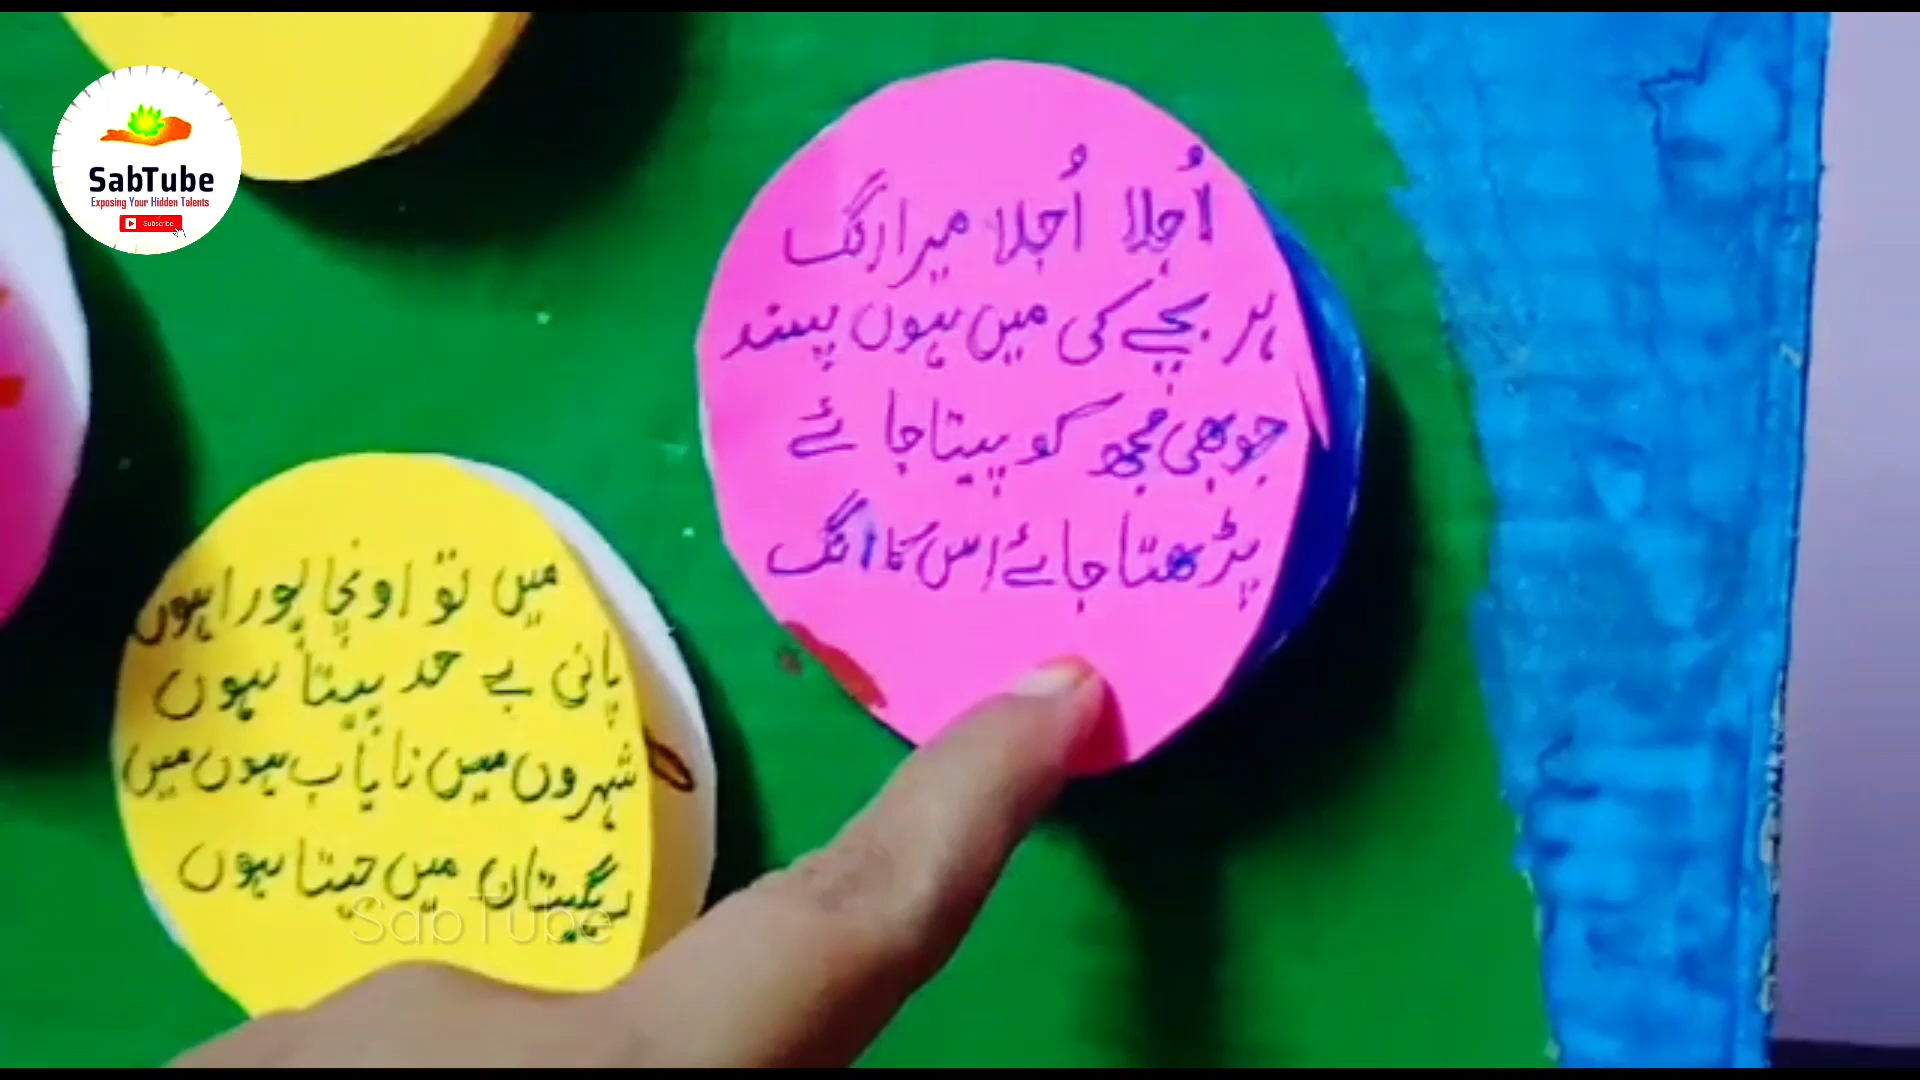 SabTube
Exposing Your Hidden Talents
Subscribe
اُجلا اُجلا میرا رنگ
ہر بچے کی میں ہوں پسند
جو بھی مجھ کو پیتا جائے
بڑھتا جائے اس کا انگ
میں تو اونچا پورا ہوں
پانی بے حد پیتا ہوں
شہروں میں نایاب ہوں میں
ریگیستان میں جیتا ہوں
SabTube